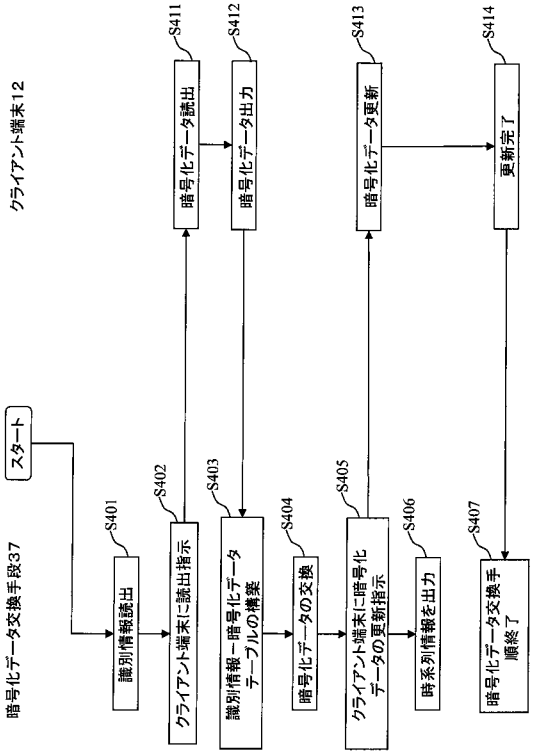 暗号化データ交換手段37
クライアント端末12
スタート
S401
識別情報読出
S402
クライアント端末に読出指示
S411
暗号化データ読出
S412
暗号化データ出力
S403
識別情報－暗号化データ
テーブルの構築
S404
暗号化データの交換
S405
クライアント端末に暗号化
データの更新指示
S413
暗号化データ更新
S406
時系列情報を出力
S414
更新完了
S407
暗号化データ交換手
順終了